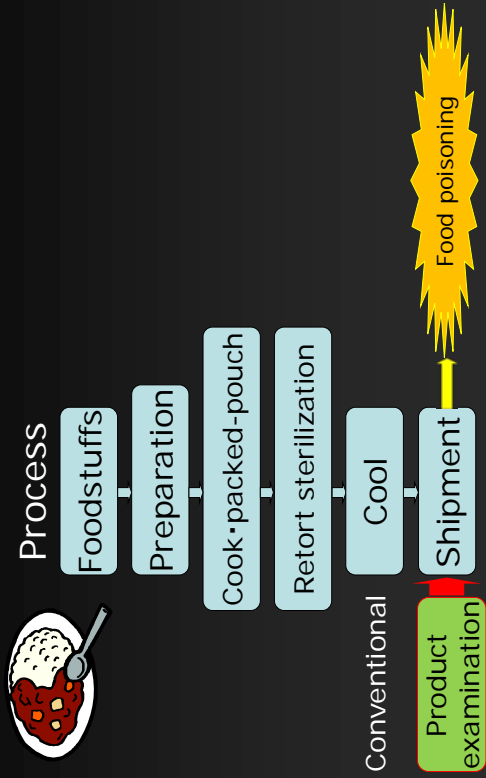 Process
Foodstuffs
Preparation
Cook・packed-pouch
Retort sterilization
Cool
Shipment
Conventional
Product
examination
Food poisoning